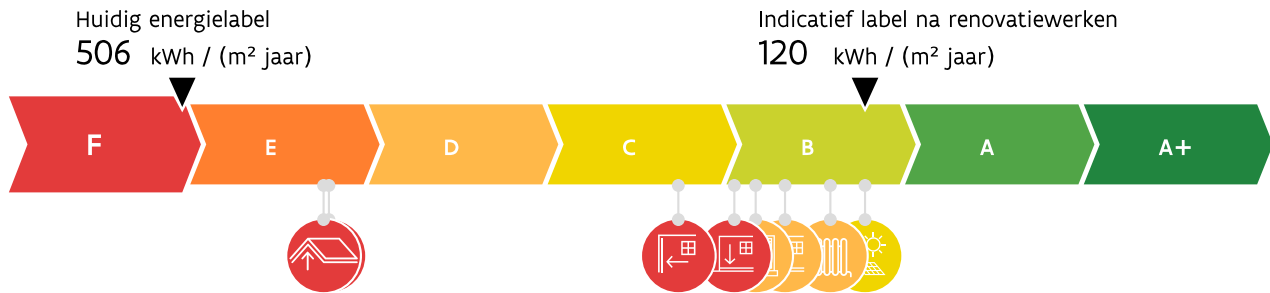 Huidig energielabel
506 kWh / (m² jaar)
Indicatief label na renovatiewerken
120 kWh / (m² jaar)
F E D C B A A+